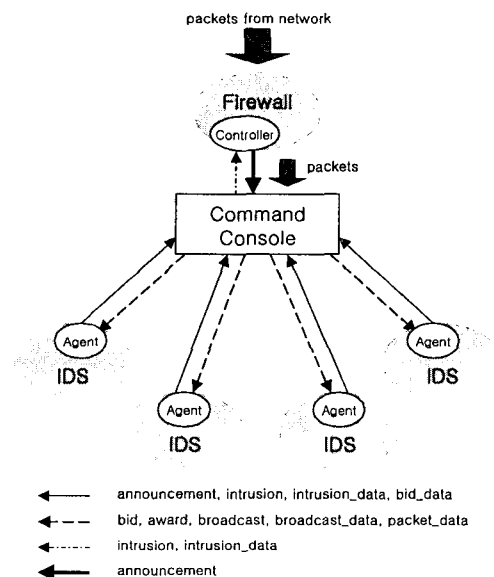 packets from network
Firewall
Controller
packets
Command
Console
Agent
IDS
Agent
IDS
Agent
IDS
Agent
IDS
announcement, intrusion, intrusion_data, bid_data
bid, award, broadcast, broadcast_data, packet_data
intrusion, intrusion_data
announcement